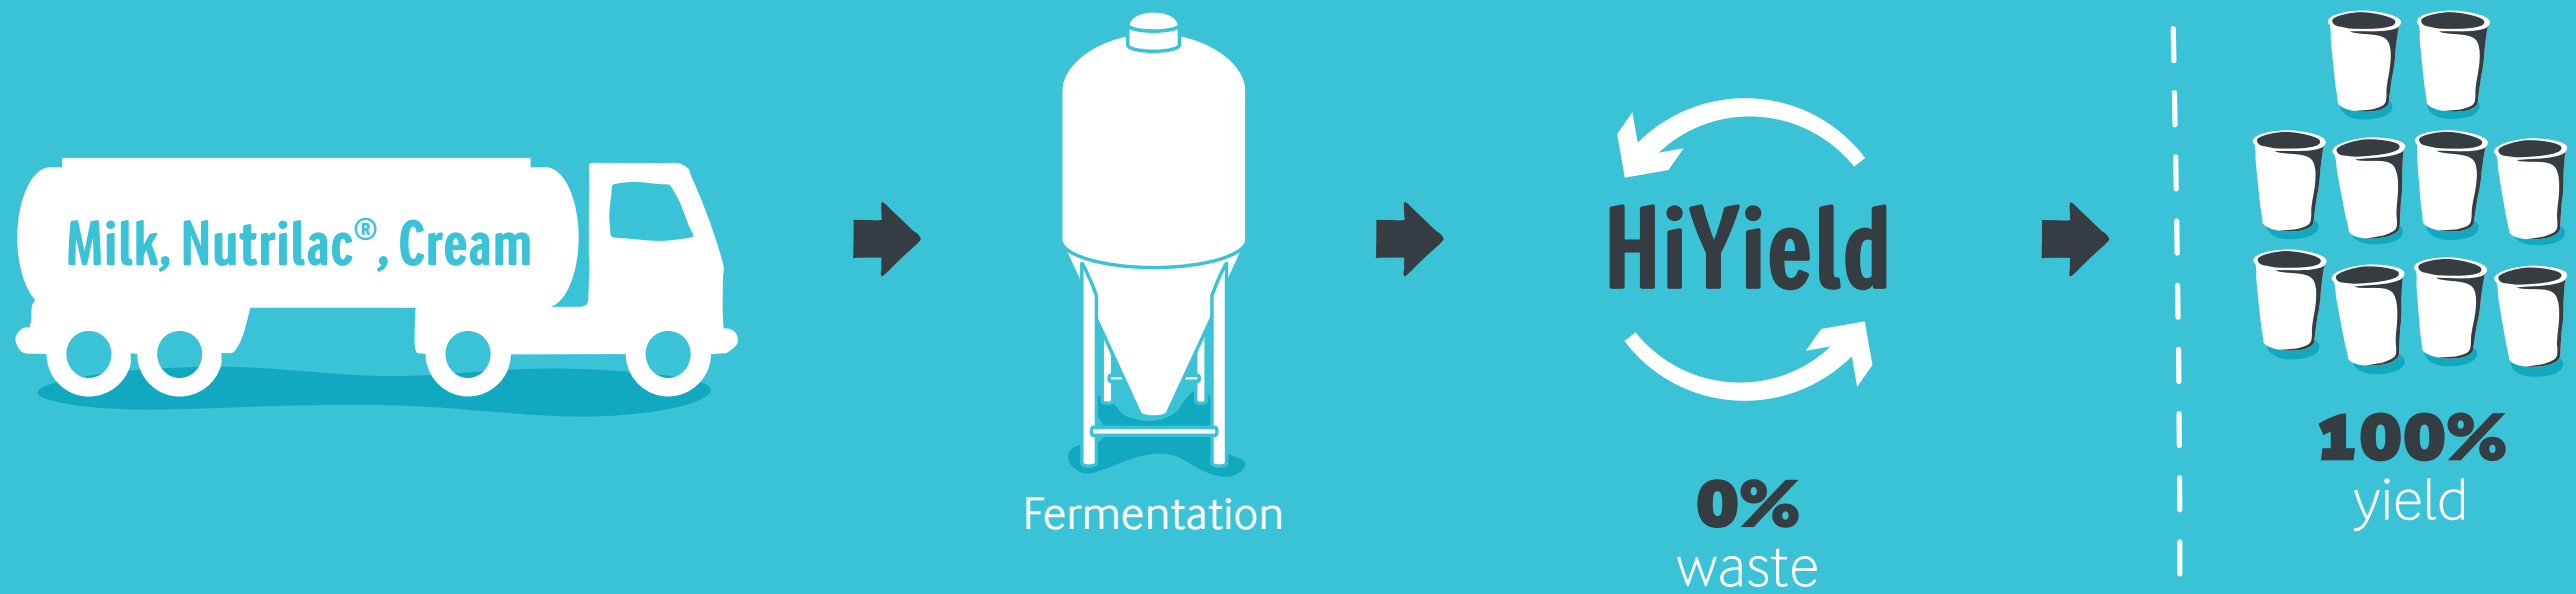 Milk, Nutrilac®, Cream
Fermentation
HiYield
0%
waste
100%
yield